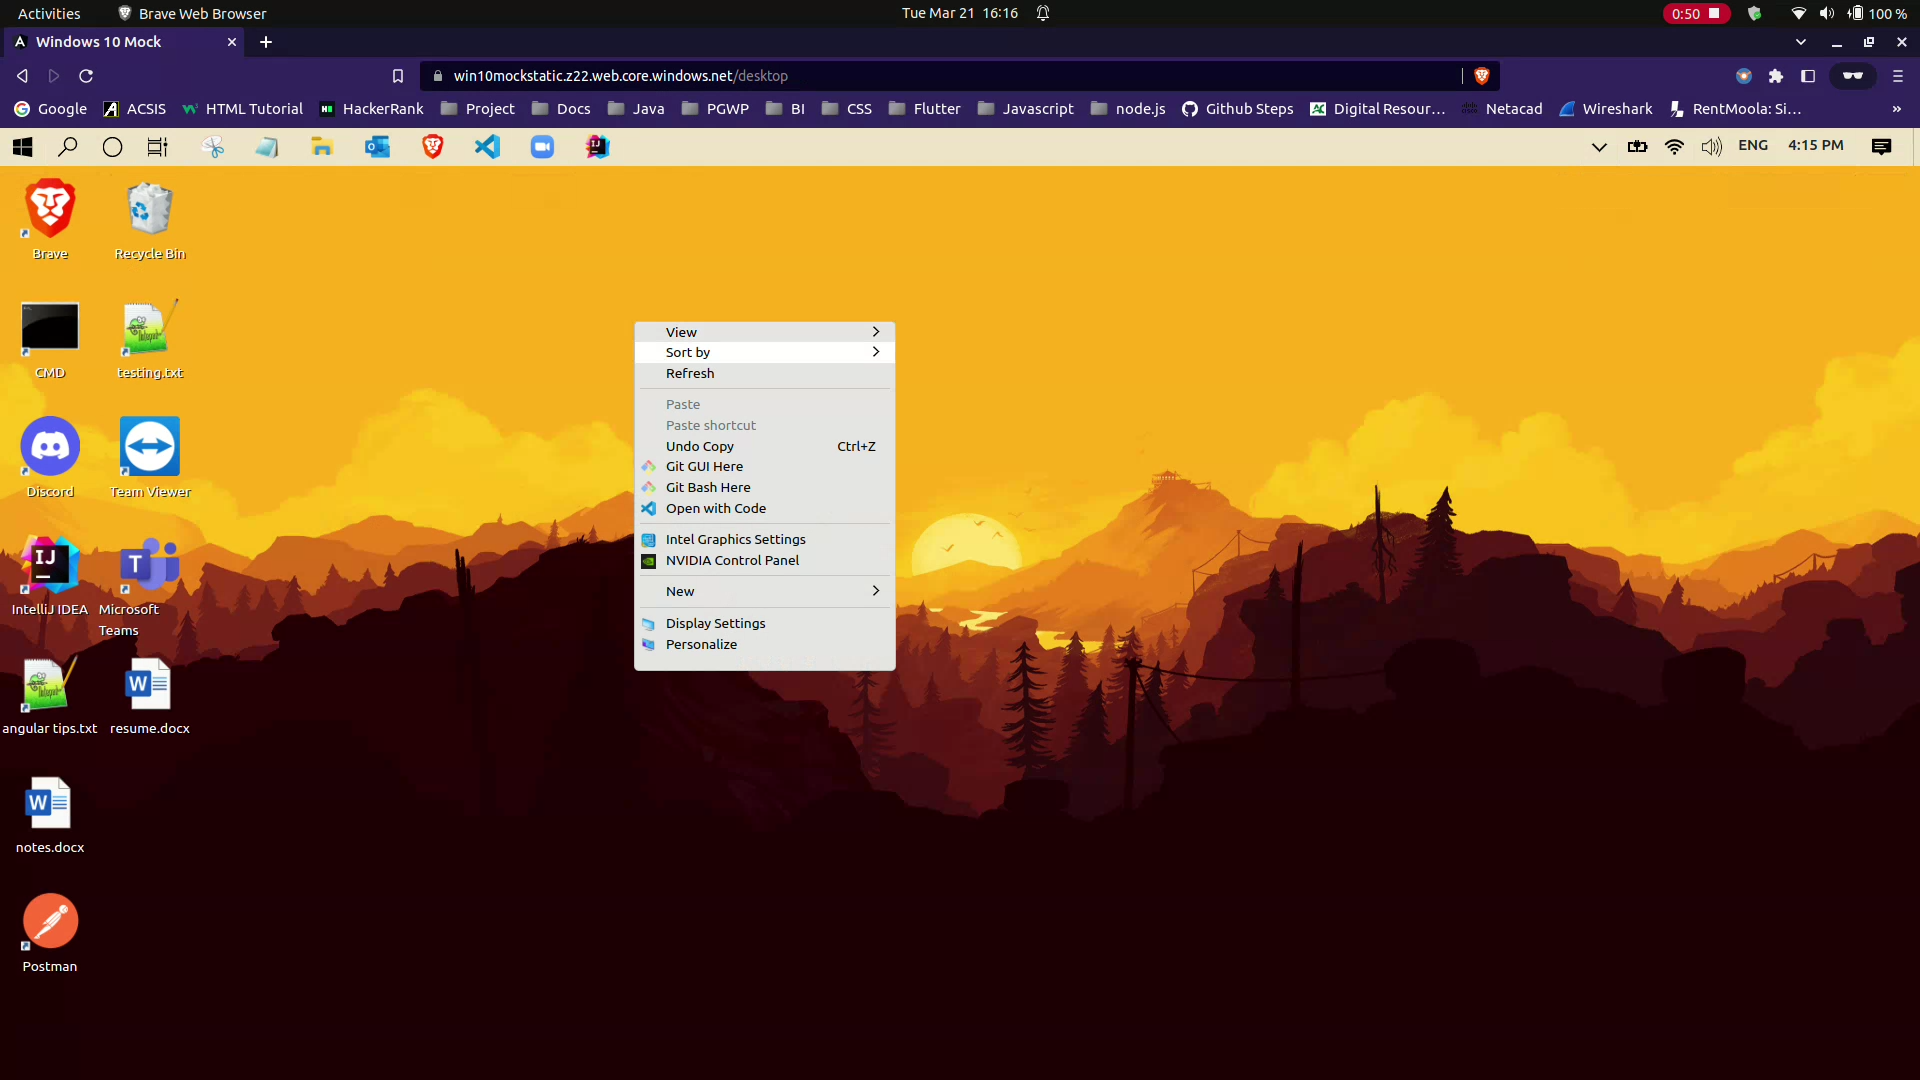 Activities
Brave Web Browser
Tue Mar 21 16:16
0:50
100 %
Windows 10 Mock
win10mockstatic.z22.web.core.windows.net/desktop
Google
ACSIS
HTML Tutorial
HackerRank
Project
Docs
Java
PGWP
BI
CSS
Flutter
Javascript
node.js
Github Steps
Digital Resour...
Netacad
Wireshark
RentMoola: Si...
»
ENG
4:15 PM
Brave
Recycle Bin
CMD
testing.txt
Discord
Team Viewer
IntelliJ IDEA
Microsoft
Teams
angular tips.txt
resume.docx
notes.docx
Postman
View
Sort by
Refresh
Paste
Paste shortcut
Undo Copy Ctrl+Z
Git GUI Here
Git Bash Here
Open with Code
Intel Graphics Settings
NVIDIA Control Panel
New
Display Settings
Personalize